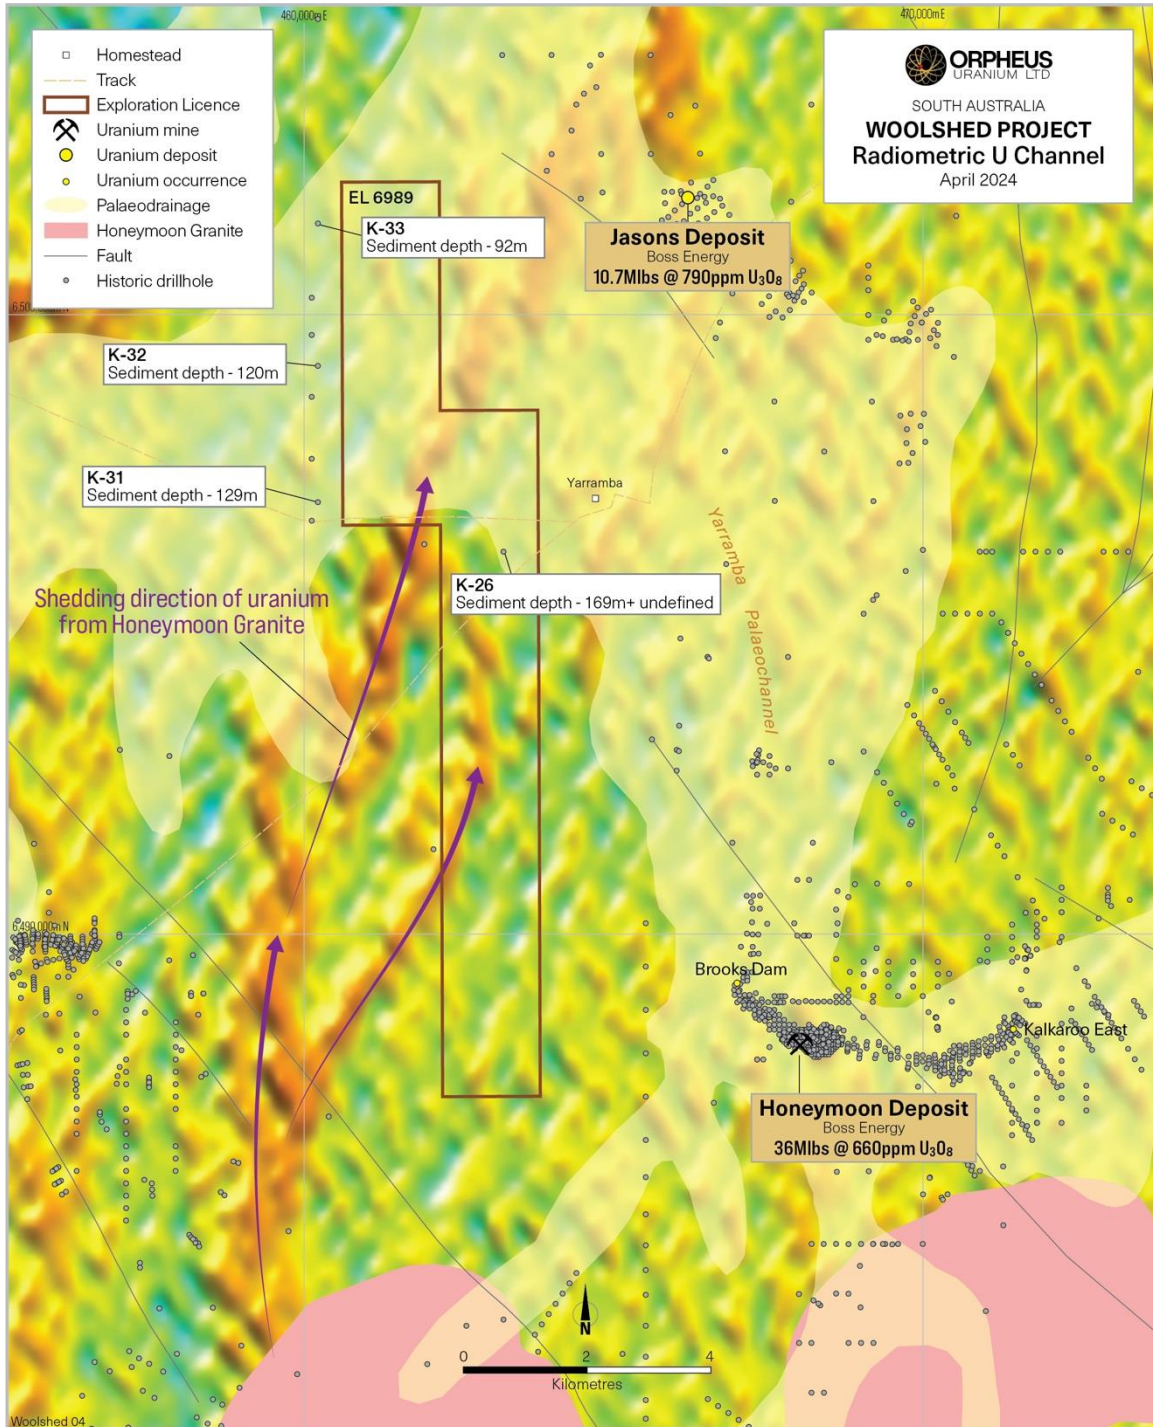 460,000m E
470,000m E
Homestead
Track
Exploration Licence
Uranium mine
Uranium deposit
Uranium occurrence
Palaeodrainage
Honeymoon Granite
Fault
Historic drillhole
ORPHEUS
URANIUM LTD
SOUTH AUSTRALIA
WOOLSHED PROJECT
Radiometric U Channel
April 2024
EL 6989
K-33
Sediment depth - 92m
Jasons Deposit
Boss Energy
10.7Mlbs @ 790ppm U₃O₈
K-32
Sediment depth - 120m
K-31
Sediment depth - 129m
Yarramba
Yarramba Palaeochannel
K-26
Sediment depth - 169m+ undefined
Shedding direction of uranium
from Honeymoon Granite
6,490,000m N
Brooks Dam
Kalkaroo East
Honeymoon Deposit
Boss Energy
36Mlbs @ 660ppm U₃O₈
N
0 2 4
Kilometres
Woolshed 04